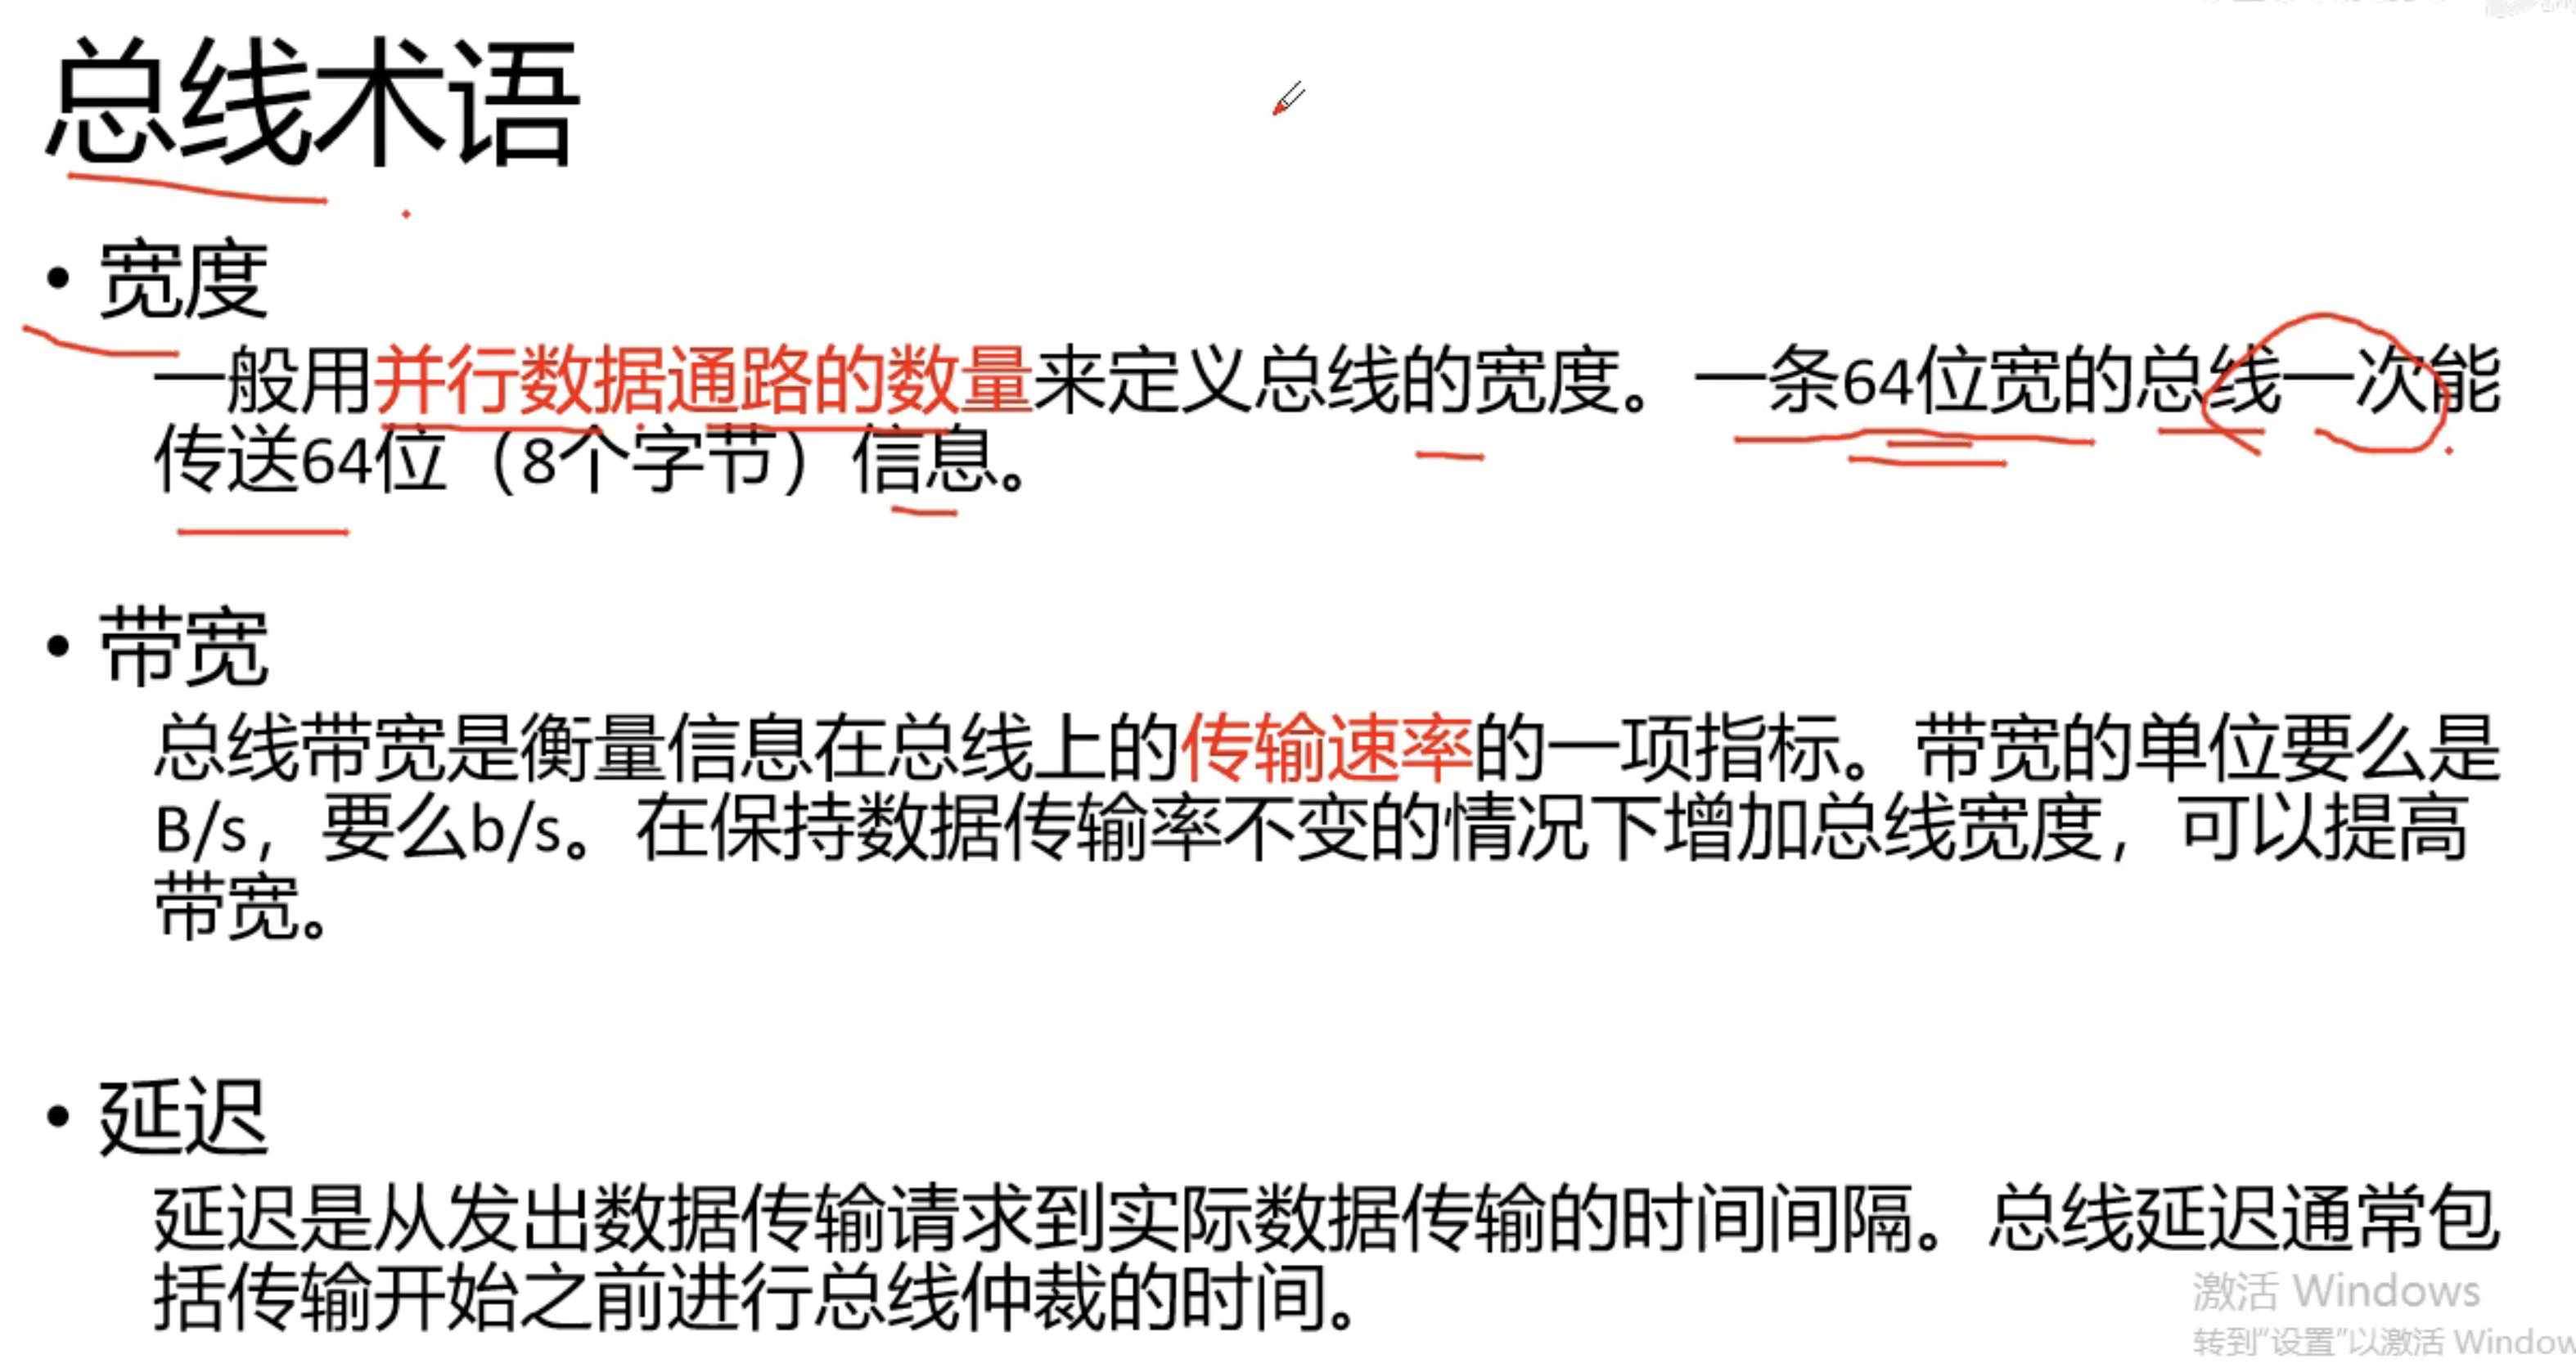 总线术语
• 宽度
一般用并行数据通路的数量来定义总线的宽度。一条64位宽的总线一次能
传送64位（8个字节）信息。
• 带宽
总线带宽是衡量信息在总线上的传输速率的一项指标。带宽的单位要么是
B/s，要么b/s。在保持数据传输率不变的情况下增加总线宽度，可以提高
带宽。
• 延迟
延迟是从发出数据传输请求到实际数据传输的时间间隔。总线延迟通常包
括传输开始之前进行总线仲裁的时间。
激活 Windows
转到“设置”以激活 Window